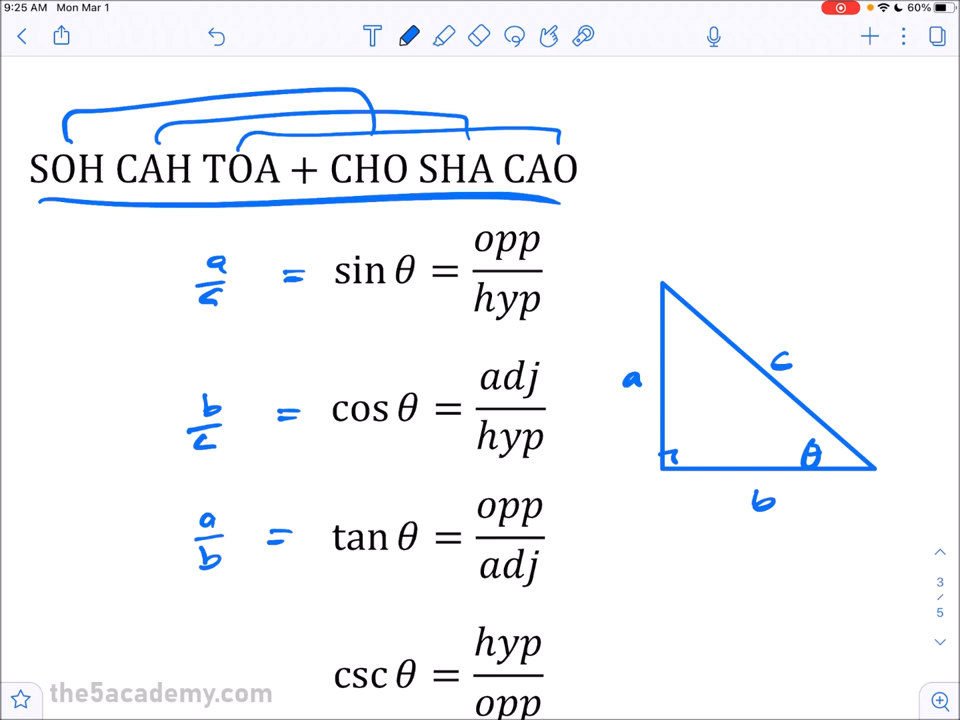 9:25 AM Mon Mar 1
60%
T
SOH CAH TOA + CHO SHA CAO
a/c = sin θ = opp/hyp
b/c = cos θ = adj/hyp
a/b = tan θ = opp/adj
csc θ = hyp/opp
a
c
θ
b
3
/
5
the5academy.com